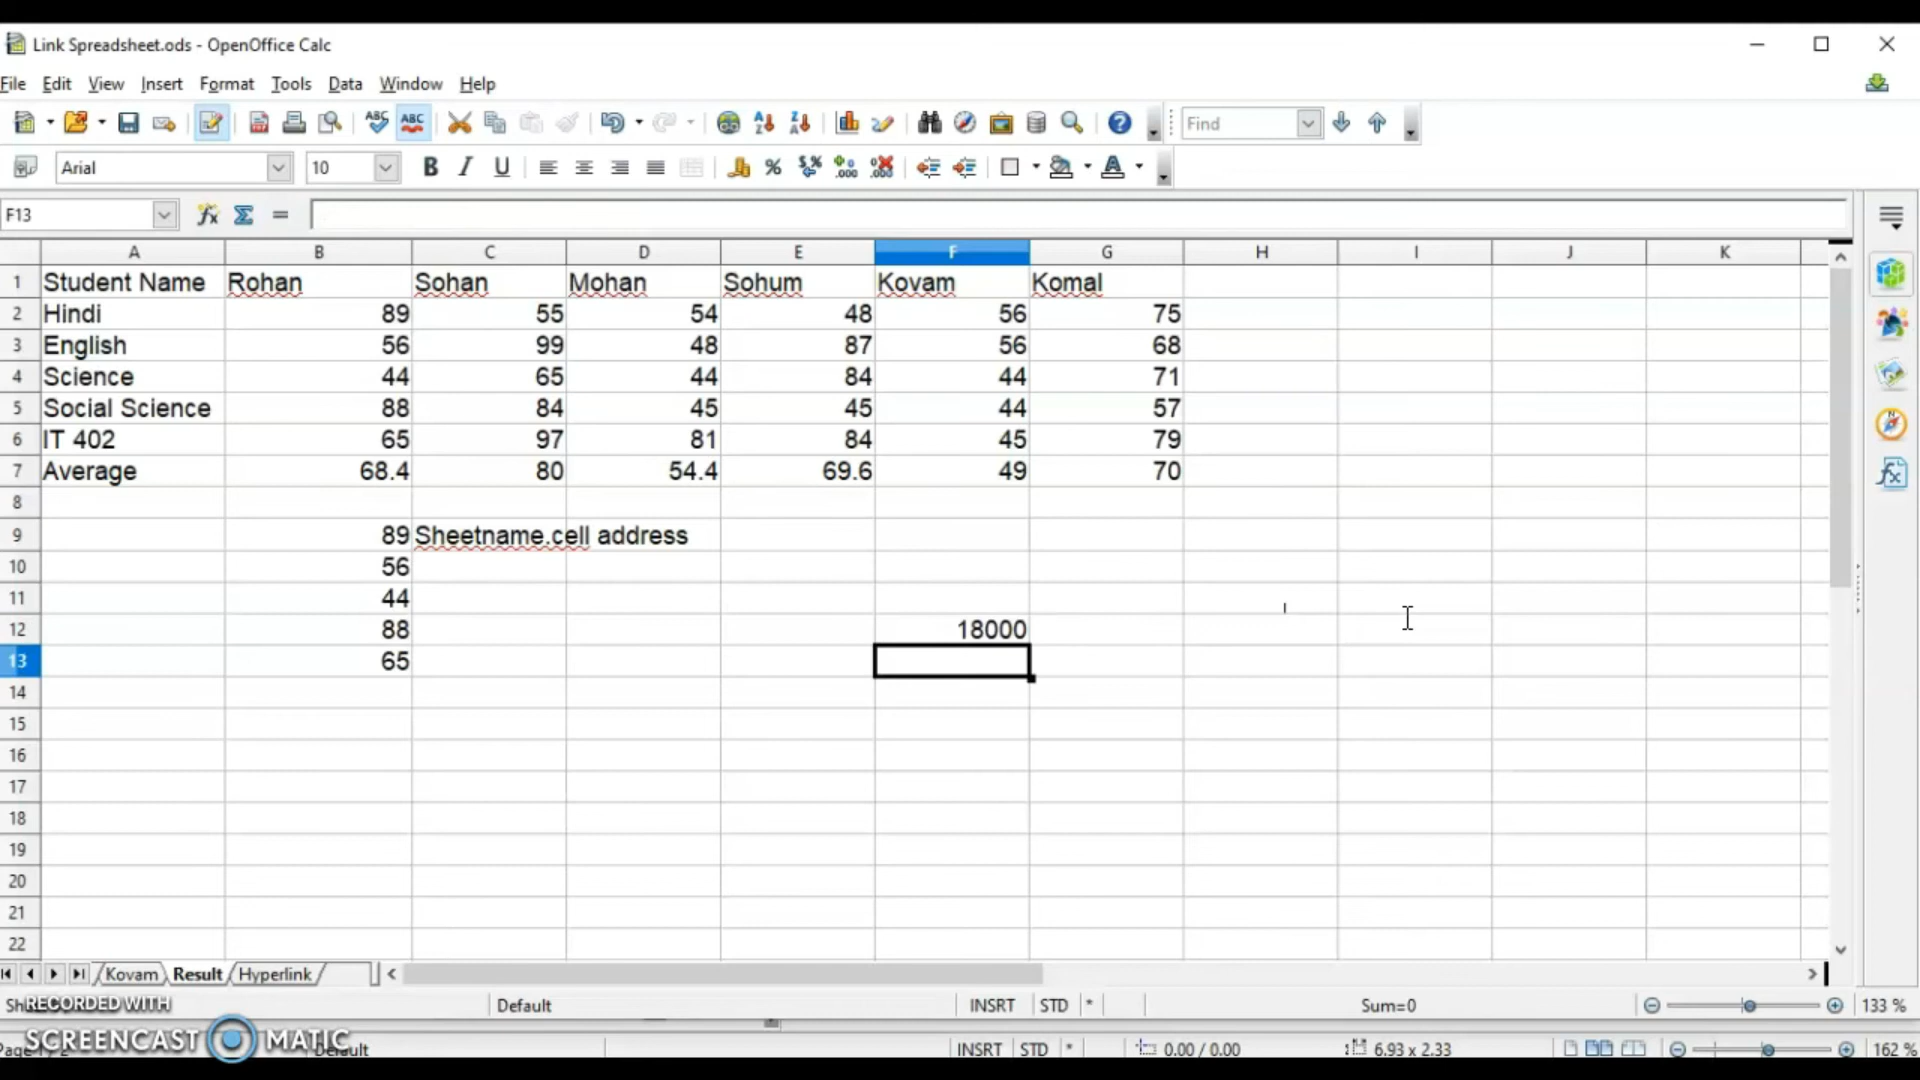 Link Spreadsheet.ods - OpenOffice Calc
File Edit View Insert Format Tools Data Window Help
ABC ABC Find
Arial 10 B I U
F13
A B C D E F G H I J K
1 Student Name Rohan Sohan Mohan Sohum Kovam Komal
2 Hindi 89 55 54 48 56 75
3 English 56 99 48 87 56 68
4 Science 44 65 44 84 44 71
5 Social Science 88 84 45 45 44 57
6 IT 402 65 97 81 84 45 79
7 Average 68.4 80 54.4 69.6 49 70
8
9 89 Sheetname.cell address
10 56
11 44
12 88 18000
13 65
14
15
16
17
18
19
20
21
22
Kovam Result Hyperlink
RECORDED WITH Default INSRT STD * Sum=0 133 %
SCREENCAST MATIC Default INSRT STD * 0.00 / 0.00 6.93 x 2.33 162 %